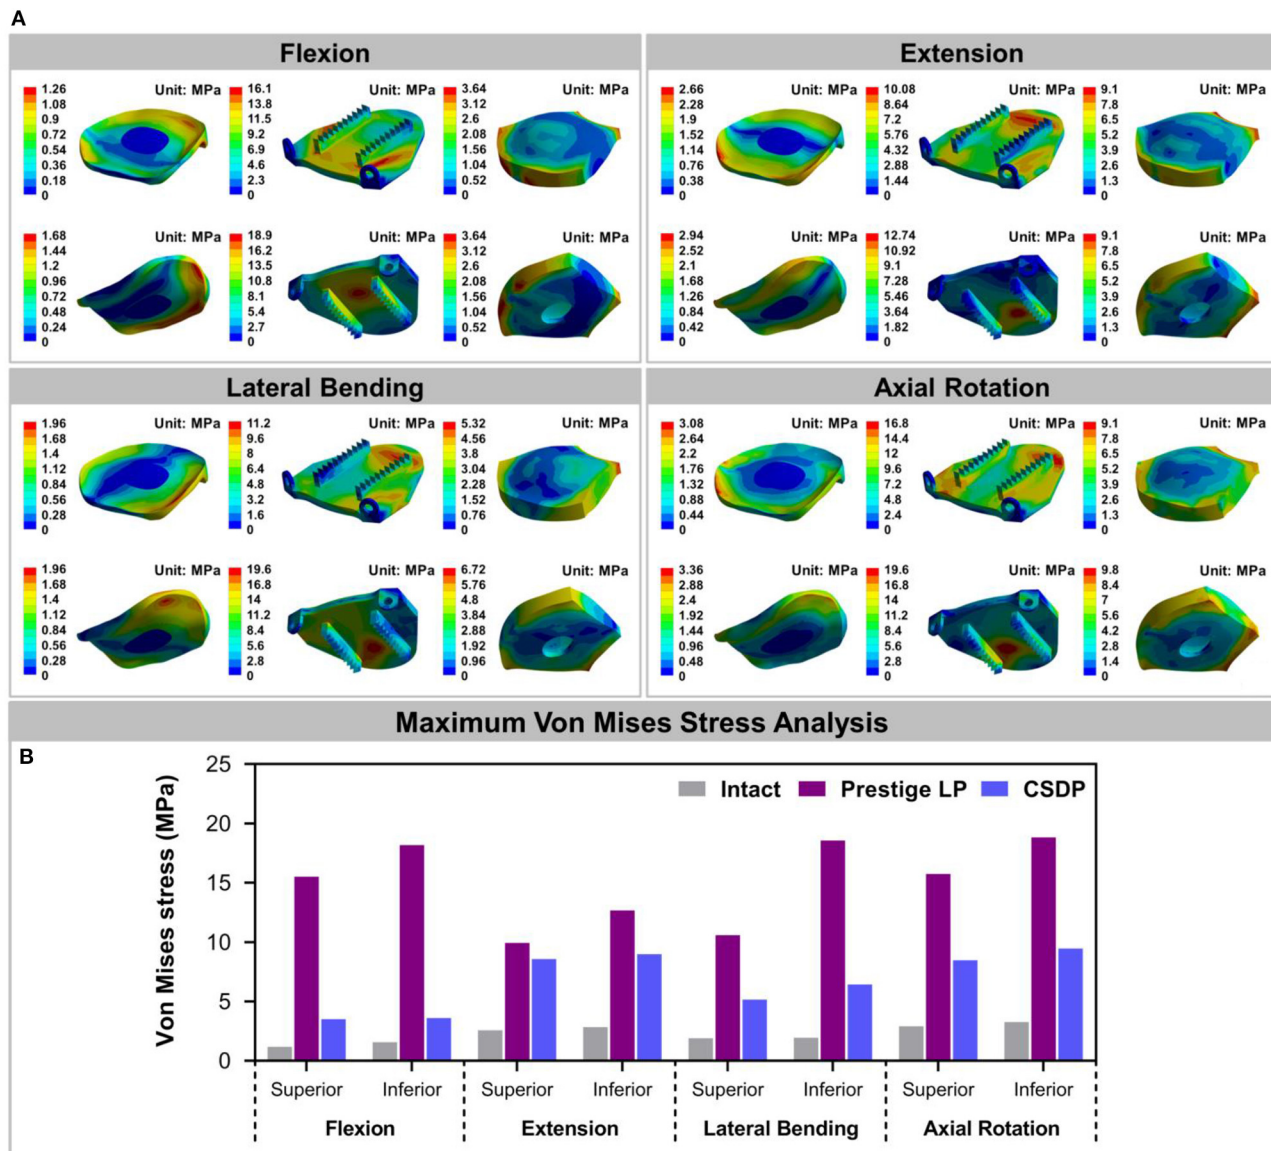 A
Flexion
Extension
Unit: MPa Unit: MPa Unit: MPa Unit: MPa Unit: MPa Unit: MPa
1.26 16.1 3.64 2.66 10.08 9.1
1.08 13.8 3.12 2.28 8.64 7.8
0.9 11.5 2.6 1.9 7.2 6.5
0.72 9.2 2.08 1.52 5.76 5.2
0.54 6.9 1.56 1.14 4.32 3.9
0.36 4.6 1.04 0.76 2.88 2.6
0.18 2.3 0.52 0.38 1.44 1.3
0 0 0 0 0 0
Unit: MPa Unit: MPa Unit: MPa Unit: MPa Unit: MPa Unit: MPa
1.68 18.9 3.64 2.94 12.74 9.1
1.44 16.2 3.12 2.52 10.92 7.8
1.2 13.5 2.6 2.1 9.1 6.5
0.96 10.8 2.08 1.68 7.28 5.2
0.72 8.1 1.56 1.26 5.46 3.9
0.48 5.4 1.04 0.84 3.64 2.6
0.24 2.7 0.52 0.42 1.82 1.3
0 0 0 0 0 0
Lateral Bending
Axial Rotation
Unit: MPa Unit: MPa Unit: MPa Unit: MPa Unit: MPa Unit: MPa
1.96 11.2 5.32 3.08 16.8 9.1
1.68 9.6 4.56 2.64 14.4 7.8
1.4 8 3.8 2.2 12 6.5
1.12 6.4 3.04 1.76 9.6 5.2
0.84 4.8 2.28 1.32 7.2 3.9
0.56 3.2 1.52 0.88 4.8 2.6
0.28 1.6 0.76 0.44 2.4 1.3
0 0 0 0 0 0
Unit: MPa Unit: MPa Unit: MPa Unit: MPa Unit: MPa Unit: MPa
1.96 19.6 6.72 3.36 19.6 9.8
1.68 16.8 5.76 2.88 16.8 8.4
1.4 14 4.8 2.4 14 7
1.12 11.2 3.84 1.92 11.2 5.6
0.84 8.4 2.88 1.44 8.4 4.2
0.56 5.6 1.92 0.96 5.6 2.8
0.28 2.8 0.96 0.48 2.8 1.4
0 0 0 0 0 0
Maximum Von Mises Stress Analysis
B
Von Mises stress (MPa)
25
20
15
10
5
0
Intact Prestige LP CSDP
Superior Inferior Superior Inferior Superior Inferior Superior Inferior
Flexion Extension Lateral Bending Axial Rotation